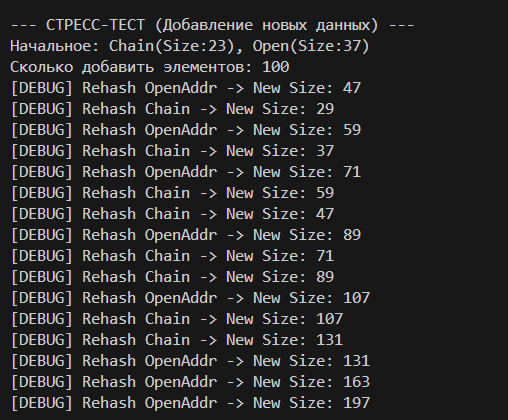 --- СТРЕСС-ТЕСТ (Добавление новых данных) ---
Начальное: Chain(Size:23), Open(Size:37)
Сколько добавить элементов: 100
[DEBUG] Rehash OpenAddr -> New Size: 47
[DEBUG] Rehash Chain -> New Size: 29
[DEBUG] Rehash OpenAddr -> New Size: 59
[DEBUG] Rehash Chain -> New Size: 37
[DEBUG] Rehash OpenAddr -> New Size: 71
[DEBUG] Rehash Chain -> New Size: 59
[DEBUG] Rehash Chain -> New Size: 47
[DEBUG] Rehash OpenAddr -> New Size: 89
[DEBUG] Rehash Chain -> New Size: 71
[DEBUG] Rehash Chain -> New Size: 89
[DEBUG] Rehash OpenAddr -> New Size: 107
[DEBUG] Rehash Chain -> New Size: 107
[DEBUG] Rehash Chain -> New Size: 131
[DEBUG] Rehash OpenAddr -> New Size: 131
[DEBUG] Rehash OpenAddr -> New Size: 163
[DEBUG] Rehash OpenAddr -> New Size: 197